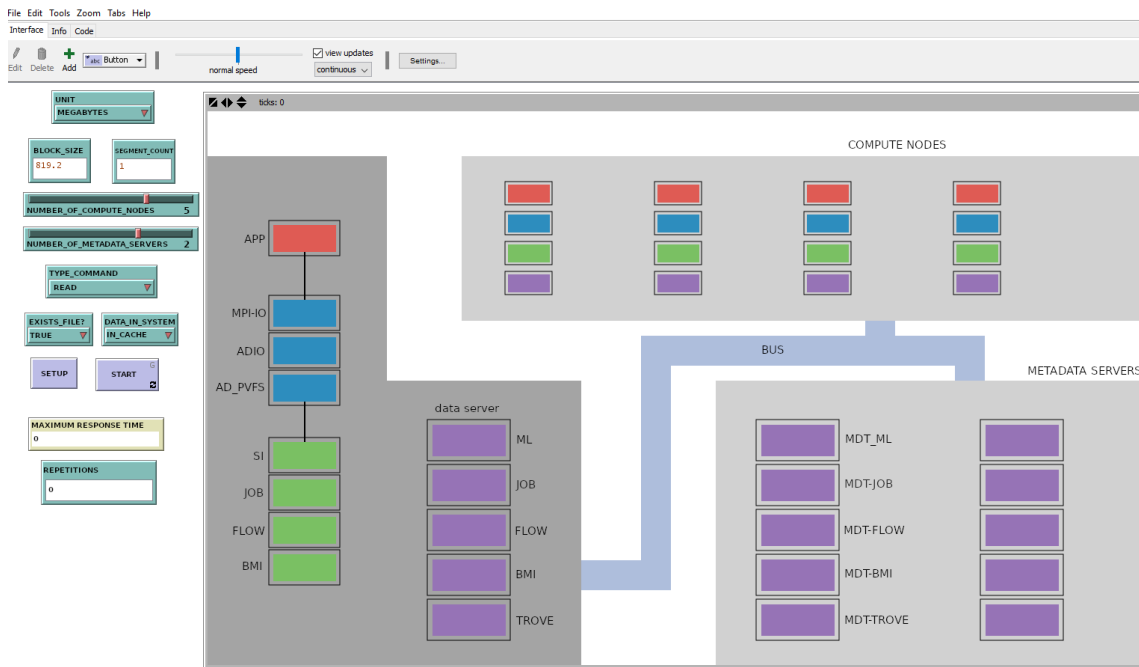 File Edit Tools Zoom Tabs Help
Interface Info Code
Edit Delete Add abc Button normal speed view updates continuous Settings...
ticks: 0
UNIT
MEGABYTES
BLOCK_SIZE
819.2
SEGMENT_COUNT
1
NUMBER_OF_COMPUTE_NODES 5
NUMBER_OF_METADATA_SERVERS 2
TYPE_COMMAND
READ
EXISTS_FILE?
TRUE
DATA_IN_SYSTEM
IN_CACHE
SETUP
START
G
MAXIMUM RESPONSE TIME
0
REPETITIONS
0
COMPUTE NODES
APP
MPI-IO
ADIO
AD_PVFS
SI
JOB
FLOW
BMI
data server
ML
JOB
FLOW
BMI
TROVE
BUS
METADATA SERVERS
MDT_ML
MDT-JOB
MDT-FLOW
MDT-BMI
MDT-TROVE